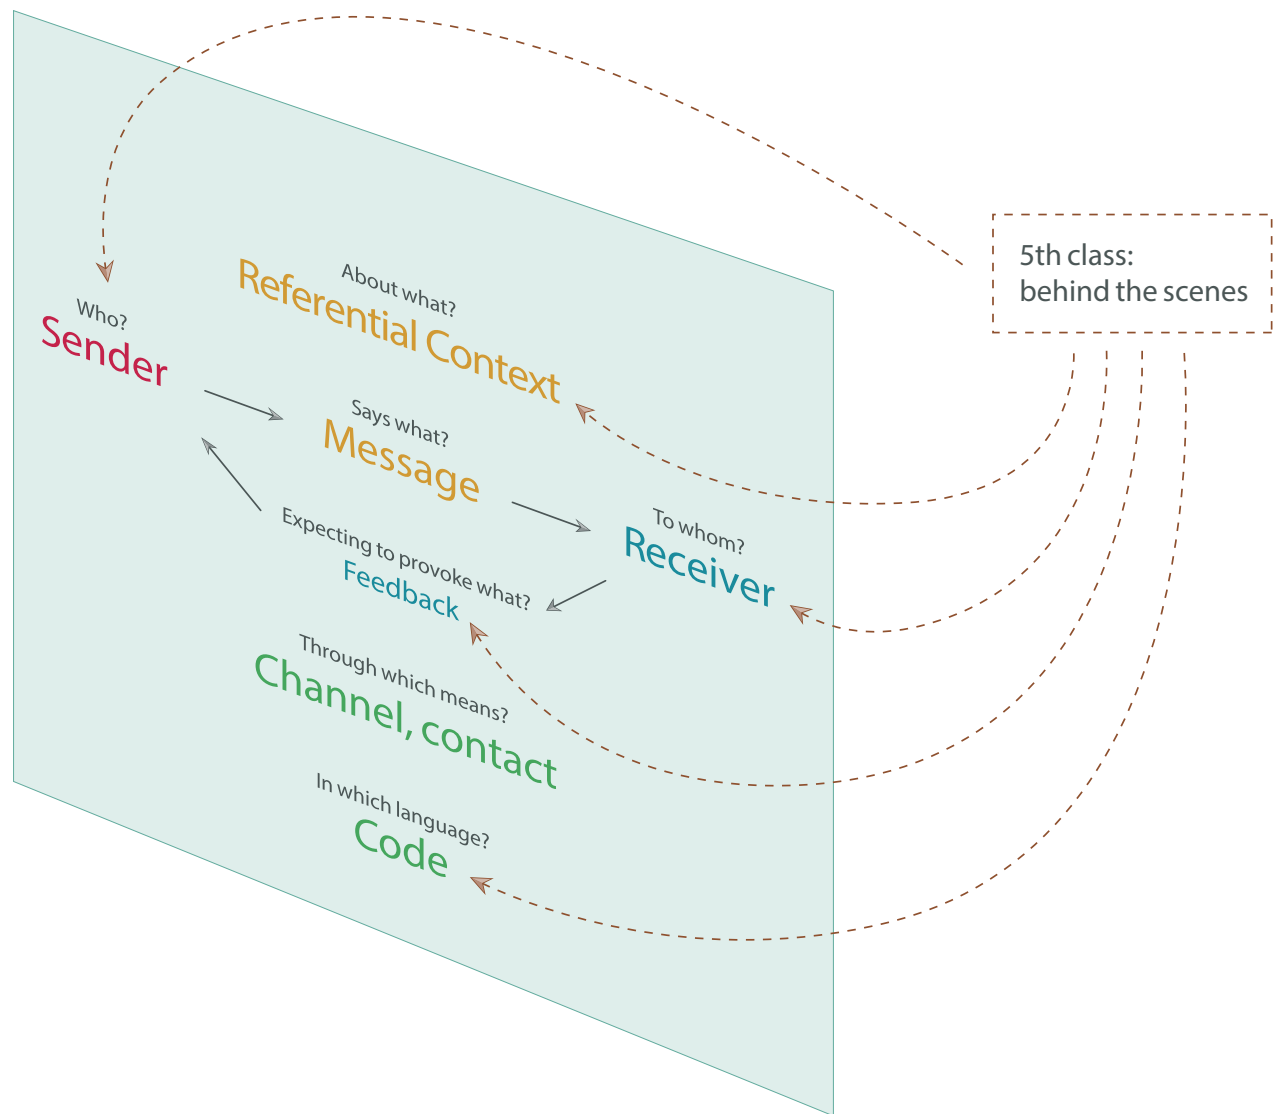 5th class:
behind the scenes
About what?
Referential Context
Who?
Sender
Says what?
Message
To whom?
Receiver
Expecting to provoke what?
Feedback
Through which means?
Channel, contact
In which language?
Code